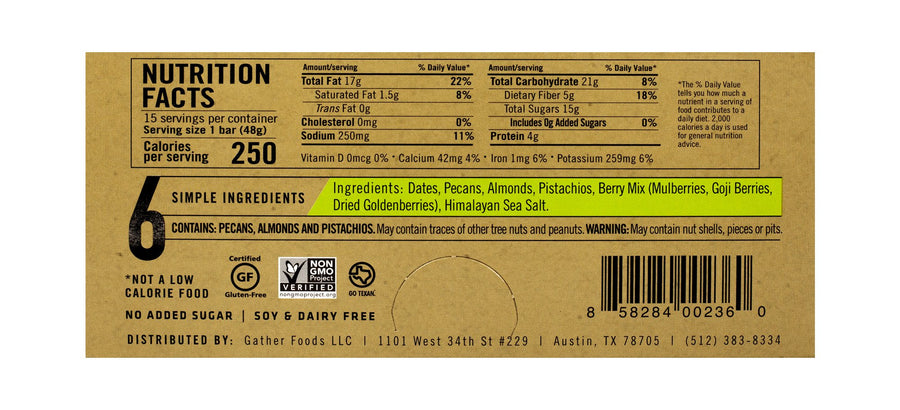 NUTRITION
FACTS
15 servings per container
Serving size 1 bar (48g)
Calories
per serving 250
Amount/serving % Daily Value*
Total Fat 17g 22%
Saturated Fat 1.5g 8%
Trans Fat 0g
Cholesterol 0mg 0%
Sodium 250mg 11%
Amount/serving % Daily Value*
Total Carbohydrate 21g 8%
Dietary Fiber 5g 18%
Total Sugars 15g
Includes 0g Added Sugars 0%
Protein 4g
Vitamin D 0mcg 0% • Calcium 42mg 4% • Iron 1mg 6% • Potassium 259mg 6%
*The % Daily Value
tells you how much a
nutrient in a serving of
food contributes to a
daily diet. 2,000
calories a day is used
for general nutrition
advice.
6 SIMPLE INGREDIENTS
Ingredients: Dates, Pecans, Almonds, Pistachios, Berry Mix (Mulberries, Goji Berries,
Dried Goldenberries), Himalayan Sea Salt.
CONTAINS: PECANS, ALMONDS AND PISTACHIOS. May contain traces of other tree nuts and peanuts. WARNING: May contain nut shells, pieces or pits.
*NOT A LOW
CALORIE FOOD
Certified
GF
Gluten-Free
NON
GMO
Project
VERIFIED
nongmoproject.org
GO TEXAN.
NO ADDED SUGAR | SOY & DAIRY FREE
8 58284 00236 0
DISTRIBUTED BY: Gather Foods LLC | 1101 West 34th St #229 | Austin, TX 78705 | (512) 383-8334